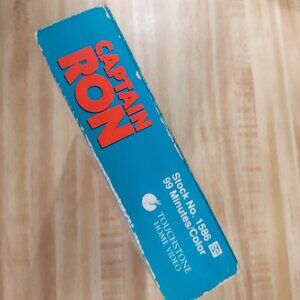 CAPTAIN
RON
Stock No. 1586
99 Minutes/Color
TOUCHSTONE
HOME VIDEO